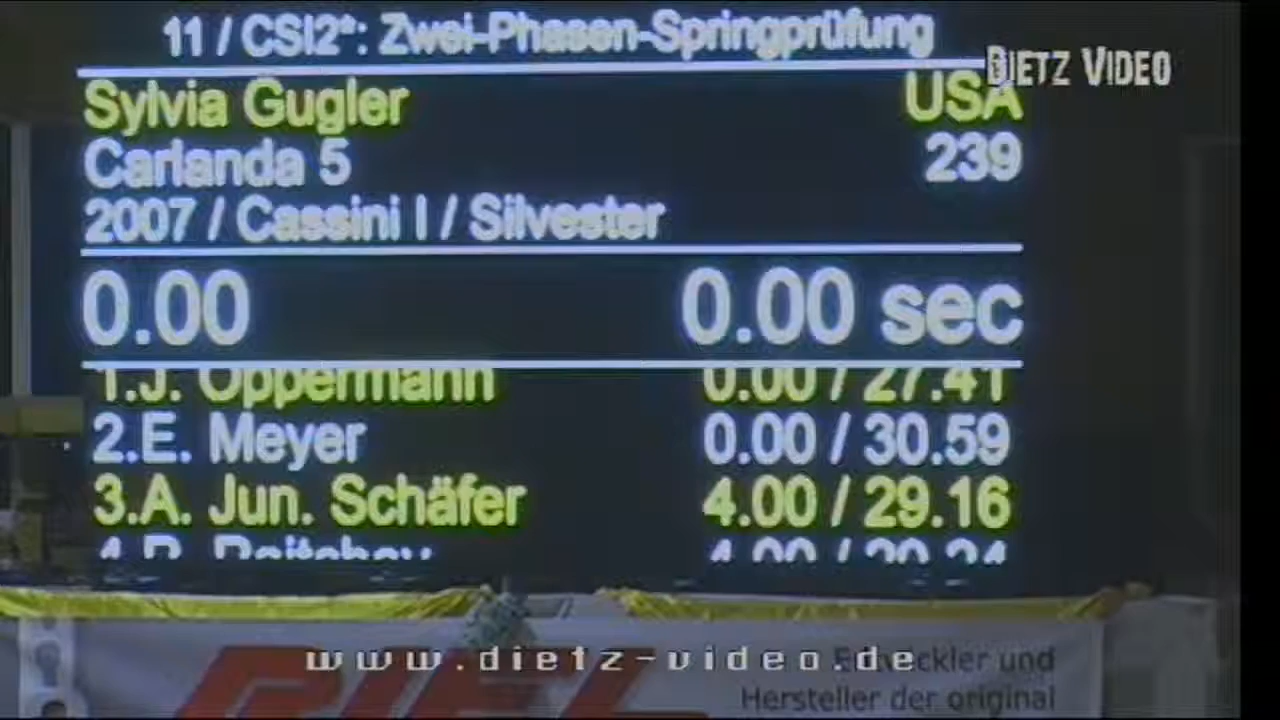 11 / CSI2*: Zwei-Phasen-Springprüfung
DIETZ VIDEO
Sylvia Gugler USA
Carlanda 5 239
2007 / Cassini I / Silvester
0.00 0.00 sec
1.J. Oppermann 0.00 / 27.41
2.E. Meyer 0.00 / 30.59
3.A. Jun. Schäfer 4.00 / 29.16
www.dietz-video.de
Entwickler und
Hersteller der original